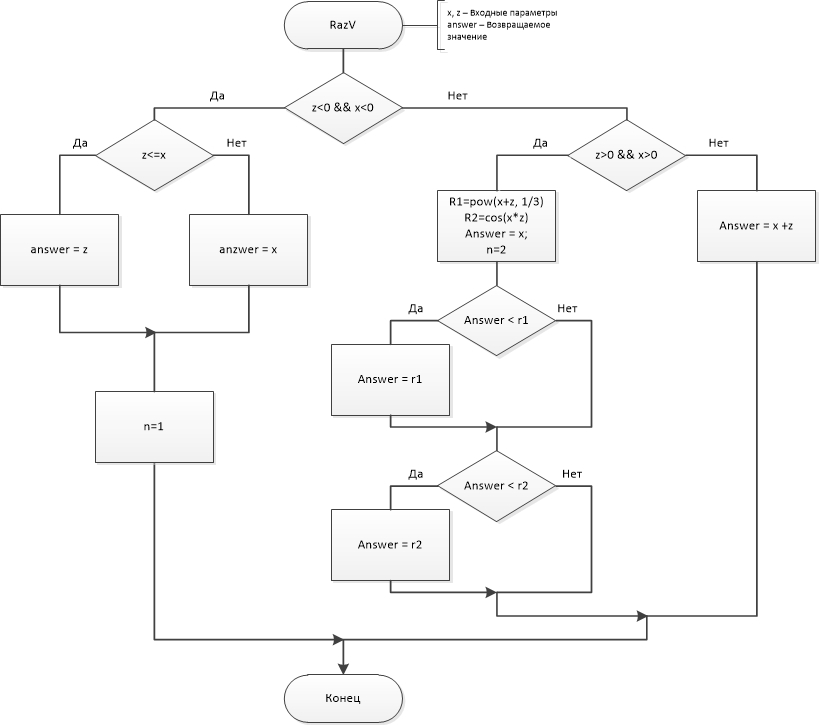 RazV
x, z – Входные параметры
answer – Возвращаемое
значение
z<0 && x<0
Да
Нет
z<=x
Да
Нет
z>0 && x>0
Да
Нет
answer = z
anzwer = x
R1=pow(x+z, 1/3)
R2=cos(x*z)
Answer = x;
n=2
Answer = x +z
Answer < r1
Да
Нет
Answer = r1
n=1
Answer < r2
Да
Нет
Answer = r2
Конец